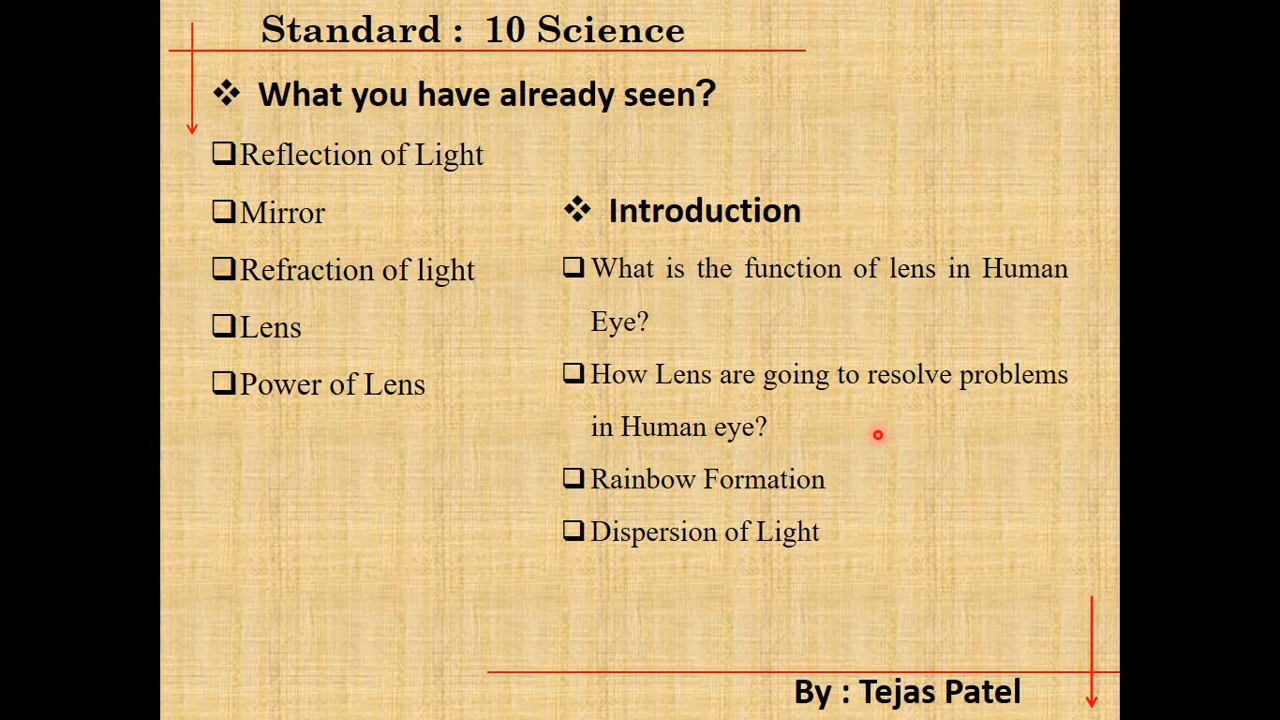 Standard : 10 Science
What you have already seen?
Reflection of Light
Mirror
Refraction of light
Lens
Power of Lens
Introduction
What is the function of lens in Human
Eye?
How Lens are going to resolve problems
in Human eye?
Rainbow Formation
Dispersion of Light
By : Tejas Patel